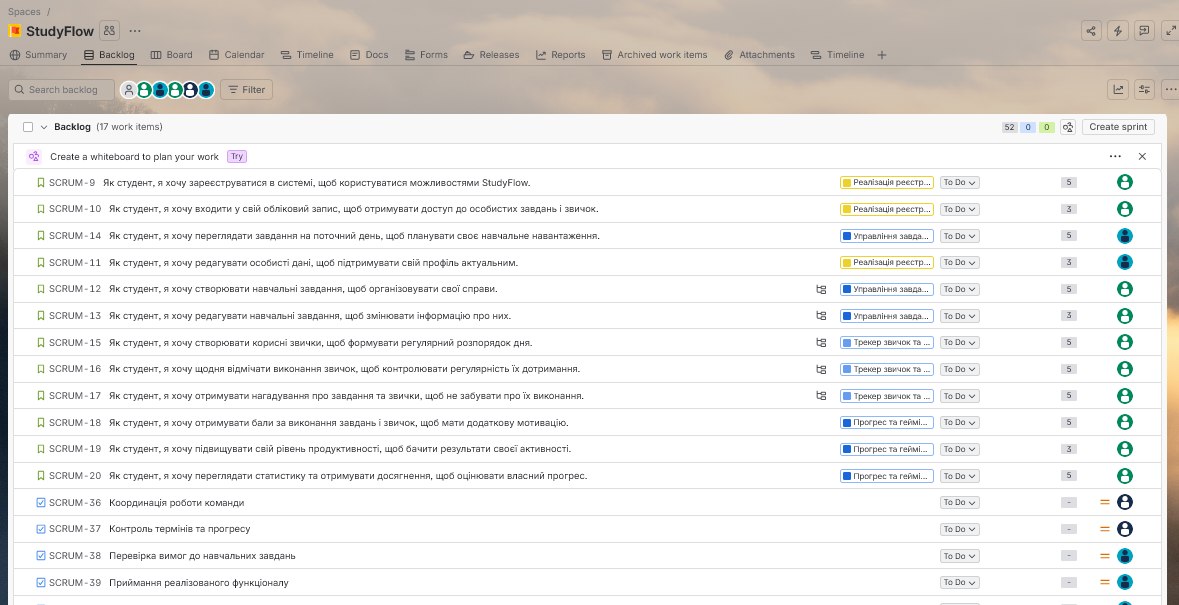 Spaces /
StudyFlow
Summary Backlog Board Calendar Timeline Docs Forms Releases Reports Archived work items Attachments Timeline
Search backlog Filter
Backlog (17 work items) 52 0 0 Create sprint
Create a whiteboard to plan your work Try
SCRUM-9 Як студент, я хочу зареєструватися в системі, щоб користуватися можливостями StudyFlow. Реалізація реєстр... To Do 5
SCRUM-10 Як студент, я хочу входити у свій обліковий запис, щоб отримувати доступ до особистих завдань і звичок. Реалізація реєстр... To Do 3
SCRUM-14 Як студент, я хочу переглядати завдання на поточний день, щоб планувати своє навчальне навантаження. Управління завда... To Do 5
SCRUM-11 Як студент, я хочу редагувати особисті дані, щоб підтримувати свій профіль актуальним. Реалізація реєстр... To Do 3
SCRUM-12 Як студент, я хочу створювати навчальні завдання, щоб організовувати свої справи. Управління завда... To Do 5
SCRUM-13 Як студент, я хочу редагувати навчальні завдання, щоб змінювати інформацію про них. Управління завда... To Do 3
SCRUM-15 Як студент, я хочу створювати корисні звички, щоб формувати регулярний розпорядок дня. Трекер звичок та ... To Do 5
SCRUM-16 Як студент, я хочу щодня відмічати виконання звичок, щоб контролювати регулярність їх дотримання. Трекер звичок та ... To Do 5
SCRUM-17 Як студент, я хочу отримувати нагадування про завдання та звички, щоб не забувати про їх виконання. Трекер звичок та ... To Do 5
SCRUM-18 Як студент, я хочу отримувати бали за виконання завдань і звичок, щоб мати додаткову мотивацію. Прогрес та геймі... To Do 5
SCRUM-19 Як студент, я хочу підвищувати свій рівень продуктивності, щоб бачити результати своєї активності. Прогрес та геймі... To Do 3
SCRUM-20 Як студент, я хочу переглядати статистику та отримувати досягнення, щоб оцінювати власний прогрес. Прогрес та геймі... To Do 5
SCRUM-36 Координація роботи команди To Do -
SCRUM-37 Контроль термінів та прогресу To Do -
SCRUM-38 Перевірка вимог до навчальних завдань To Do -
SCRUM-39 Приймання реалізованого функціоналу To Do -